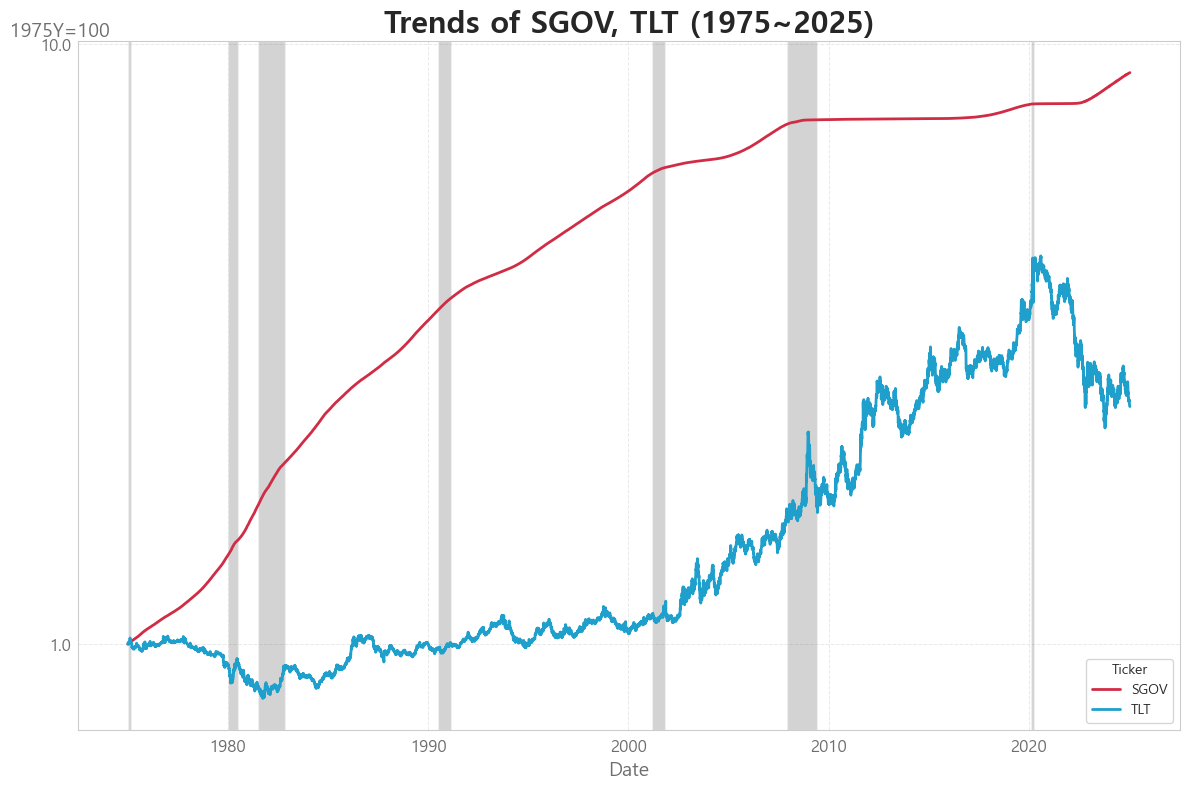 Trends of SGOV, TLT (1975~2025)
1975Y=100
10.0
1.0
1980 1990 2000 2010 2020
Date
Ticker
SGOV
TLT